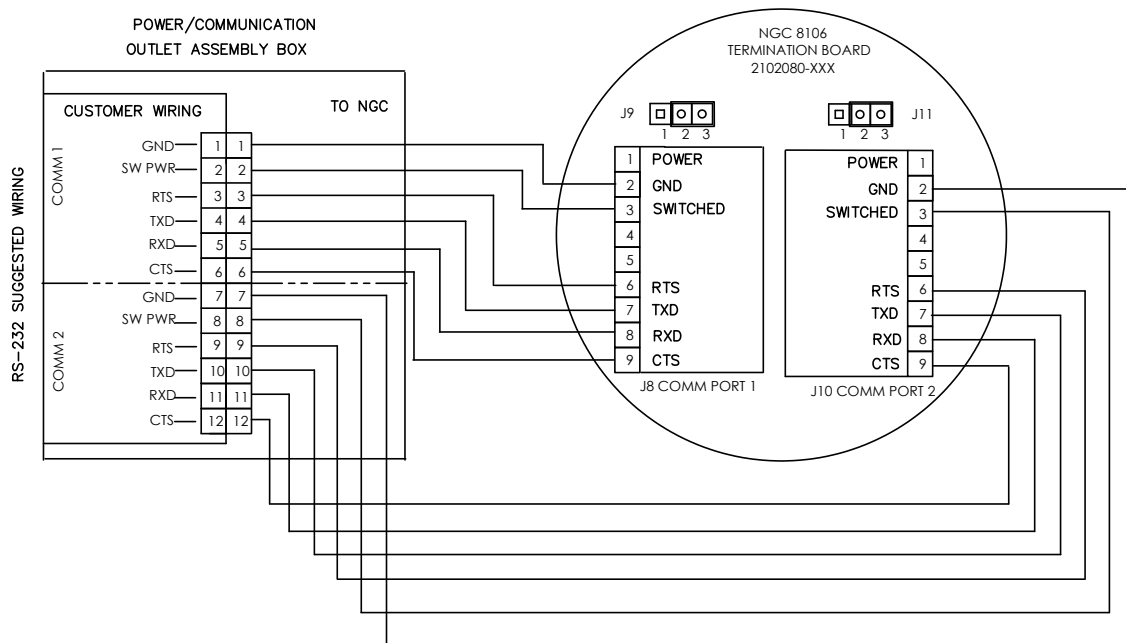 POWER/COMMUNICATION
OUTLET ASSEMBLY BOX
CUSTOMER WIRING
TO NGC
RS-232 SUGGESTED WIRING
COMM 1
GND 1 1
SW PWR 2 2
RTS 3 3
TXD 4 4
RXD 5 5
CTS 6 6
COMM 2
GND 7 7
SW PWR 8 8
RTS 9 9
TXD 10 10
RXD 11 11
CTS 12 12
NGC 8106
TERMINATION BOARD
2102080-XXX
J9
1 2 3
J11
1 2 3
1 POWER
2 GND
3 SWITCHED
4
5
6 RTS
7 TXD
8 RXD
9 CTS
J8 COMM PORT 1
POWER 1
GND 2
SWITCHED 3
4
5
RTS 6
TXD 7
RXD 8
CTS 9
J10 COMM PORT 2